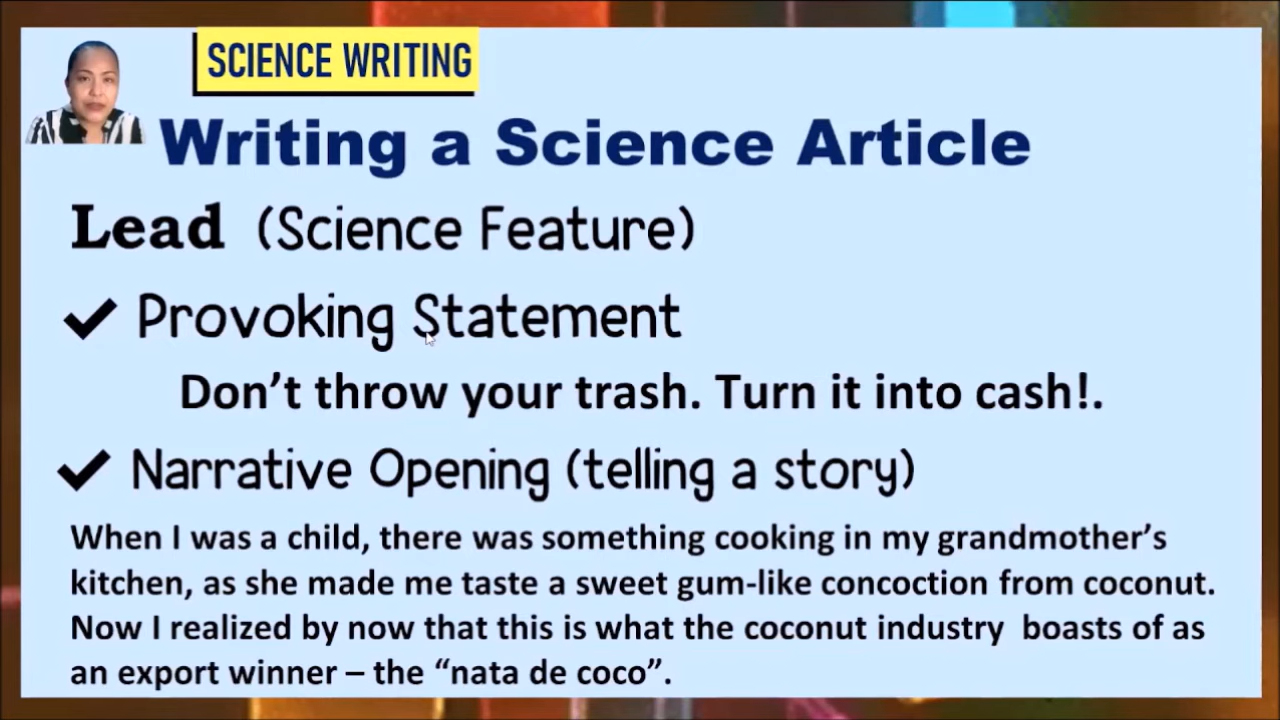 SCIENCE WRITING
Writing a Science Article
Lead (Science Feature)
✔ Provoking Statement
Don’t throw your trash. Turn it into cash!.
✔ Narrative Opening (telling a story)
When I was a child, there was something cooking in my grandmother’s
kitchen, as she made me taste a sweet gum-like concoction from coconut.
Now I realized by now that this is what the coconut industry  boasts of as
an export winner – the “nata de coco”.